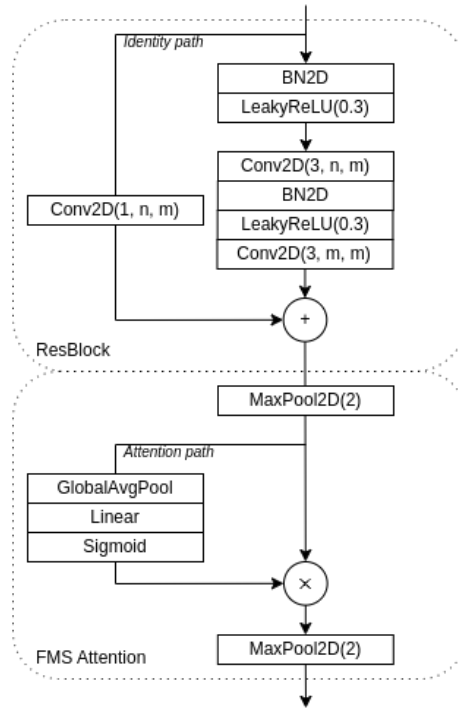 Identity path
BN2D
LeakyReLU(0.3)
Conv2D(3, n, m)
BN2D
Conv2D(1, n, m)
LeakyReLU(0.3)
Conv2D(3, m, m)
+
ResBlock
MaxPool2D(2)
Attention path
GlobalAvgPool
Linear
Sigmoid
×
MaxPool2D(2)
FMS Attention